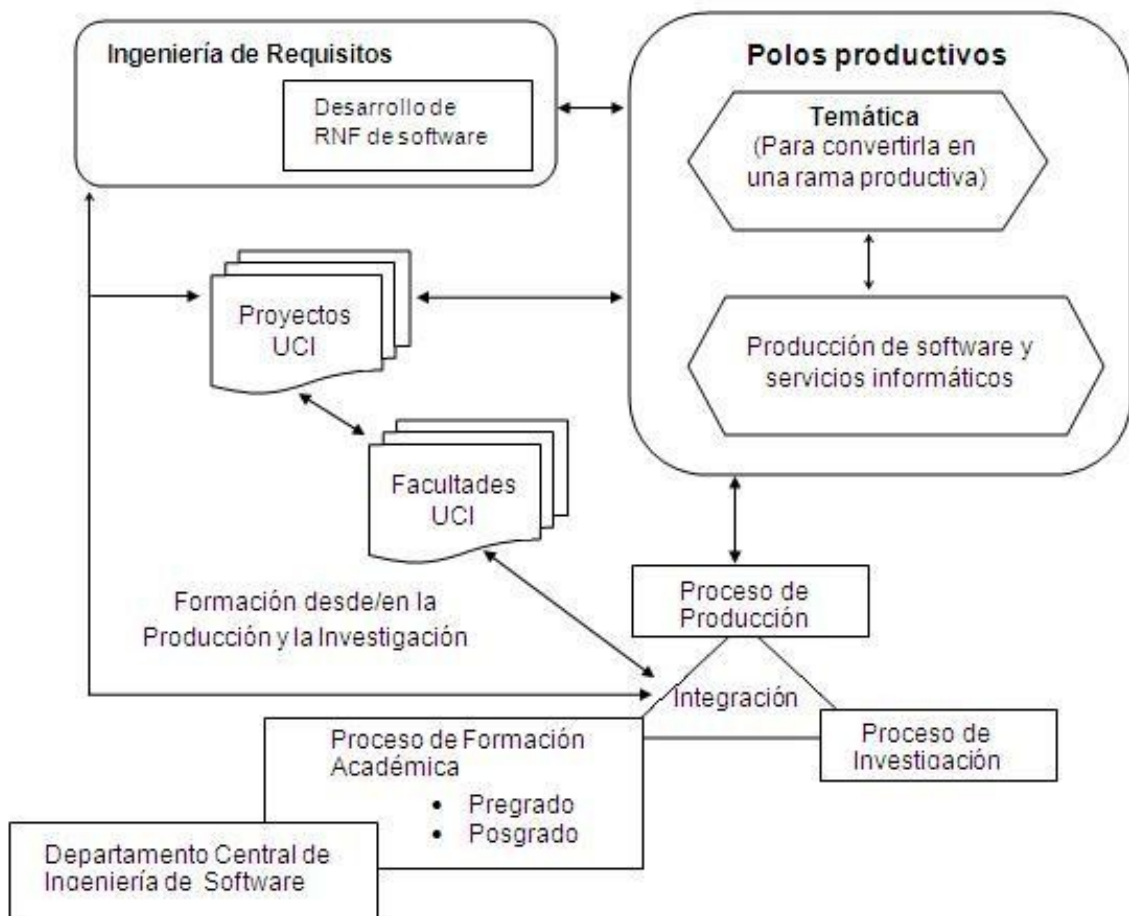 Ingeniería de Requisitos
Desarrollo de
RNF de software
Polos productivos
Temática
(Para convertirla en
una rama productiva)
Producción de software y
servicios informáticos
Proyectos
UCI
Facultades
UCI
Formación desde/en la
Producción y la Investigación
Proceso de
Producción
Integración
Proceso de
Investigación
Proceso de Formación
Académica
• Pregrado
• Posgrado
Departamento Central de
Ingeniería de Software